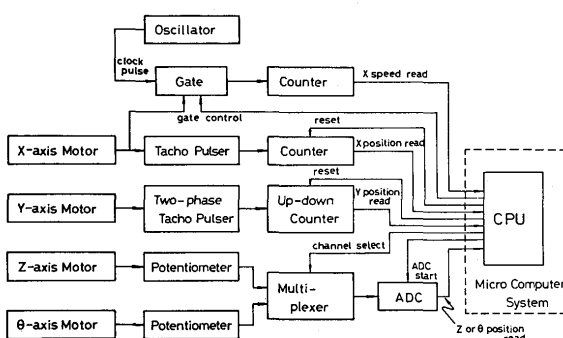 Oscillator
clock
pulse
Gate
Counter
X speed read
gate control
reset
X-axis Motor
Tacho Pulser
Counter
X position read
reset
Y-axis Motor
Two-phase
Tacho Pulser
Up-down
Counter
Y position
read
CPU
channel select
Z-axis Motor
Potentiometer
Multi-
plexer
ADC
start
ADC
Micro Computer
System
θ-axis Motor
Potentiometer
Z or θ position
read